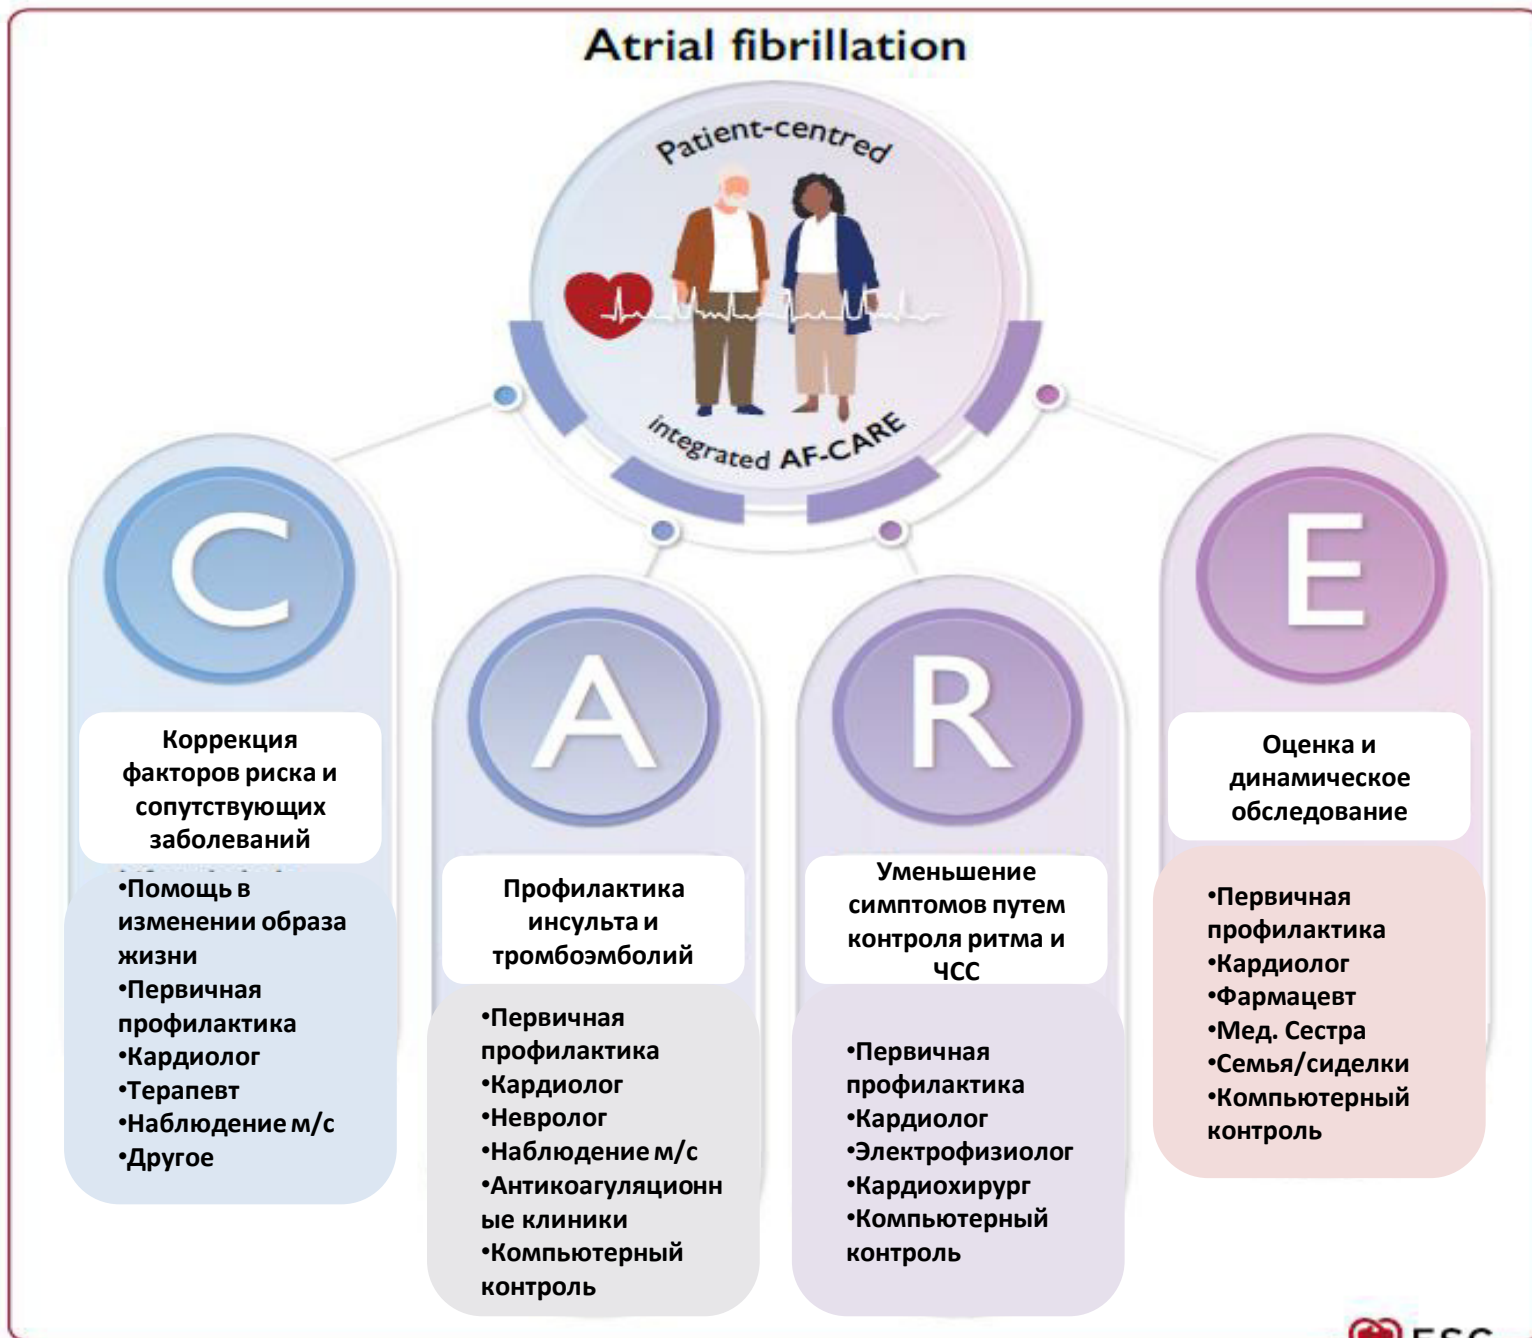 Atrial fibrillation
Patient-centred
integrated AF-CARE
C
Коррекция
факторов риска и
сопутствующих
заболеваний
•Помощь в
изменении образа
жизни
•Первичная
профилактика
•Кардиолог
•Терапевт
•Наблюдение м/с
•Другое
A
Профилактика
инсульта и
тромбоэмболий
•Первичная
профилактика
•Кардиолог
•Невролог
•Наблюдение м/с
•Антикоагуляционн
ые клиники
•Компьютерный
контроль
R
Уменьшение
симптомов путем
контроля ритма и
ЧСС
•Первичная
профилактика
•Кардиолог
•Электрофизиолог
•Кардиохирург
•Компьютерный
контроль
E
Оценка и
динамическое
обследование
•Первичная
профилактика
•Кардиолог
•Фармацевт
•Мед. Сестра
•Семья/сиделки
•Компьютерный
контроль
ESC